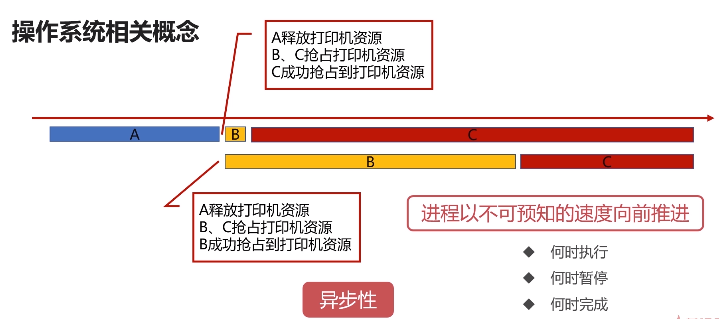 操作系统相关概念
A释放打印机资源
B、C抢占打印机资源
C成功抢占到打印机资源
A
B
C
B
C
A释放打印机资源
B、C抢占打印机资源
B成功抢占到打印机资源
进程以不可预知的速度向前推进
◆ 何时执行
◆ 何时暂停
◆ 何时完成
异步性